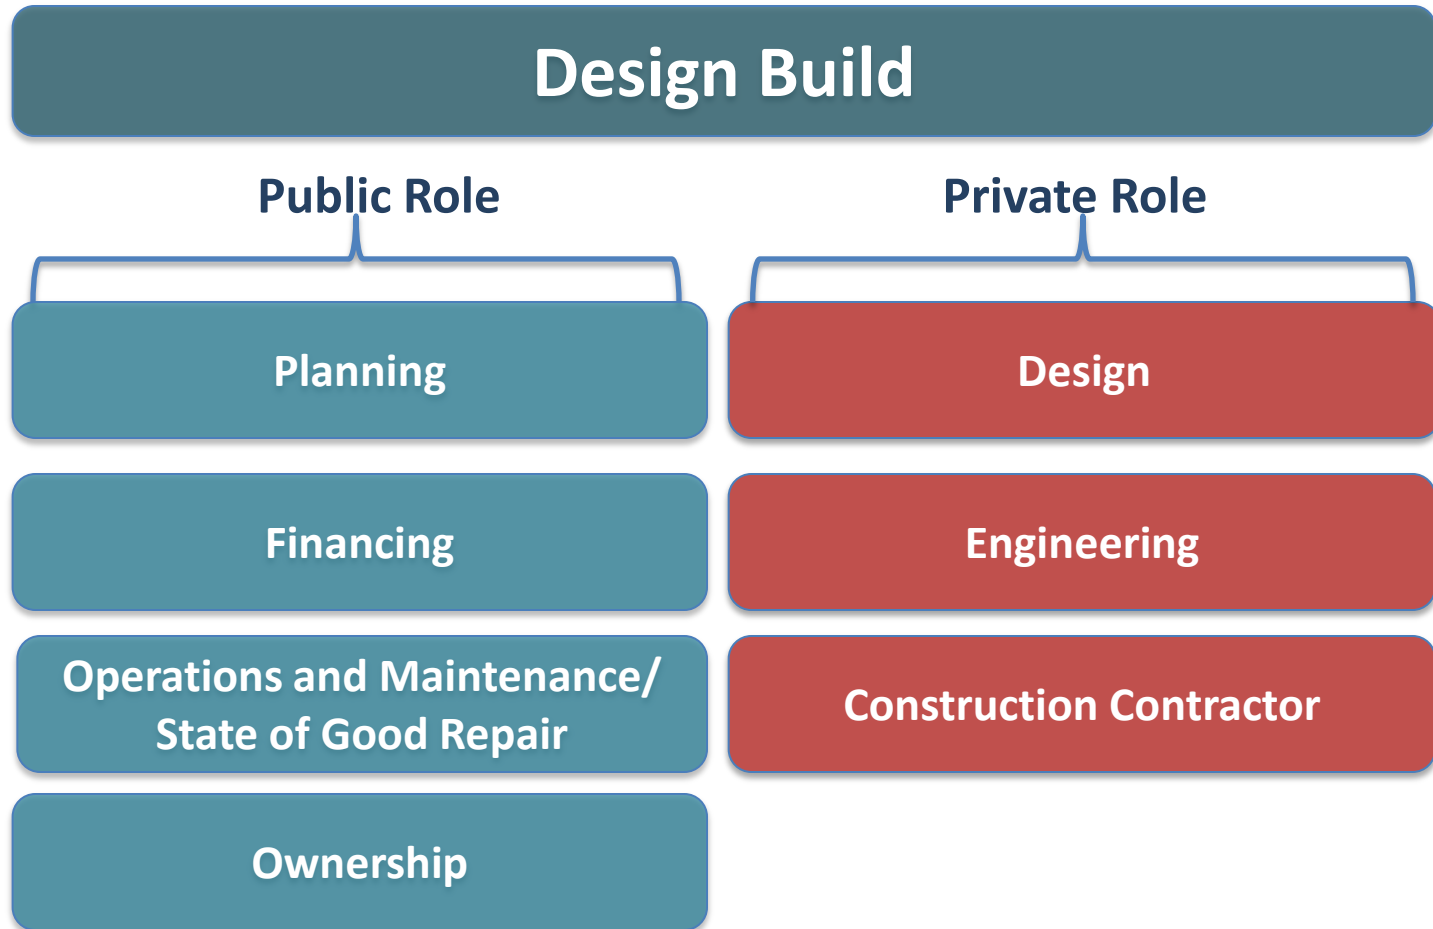 Design Build
Public Role
Private Role
Planning
Design
Financing
Engineering
Operations and Maintenance/
State of Good Repair
Construction Contractor
Ownership